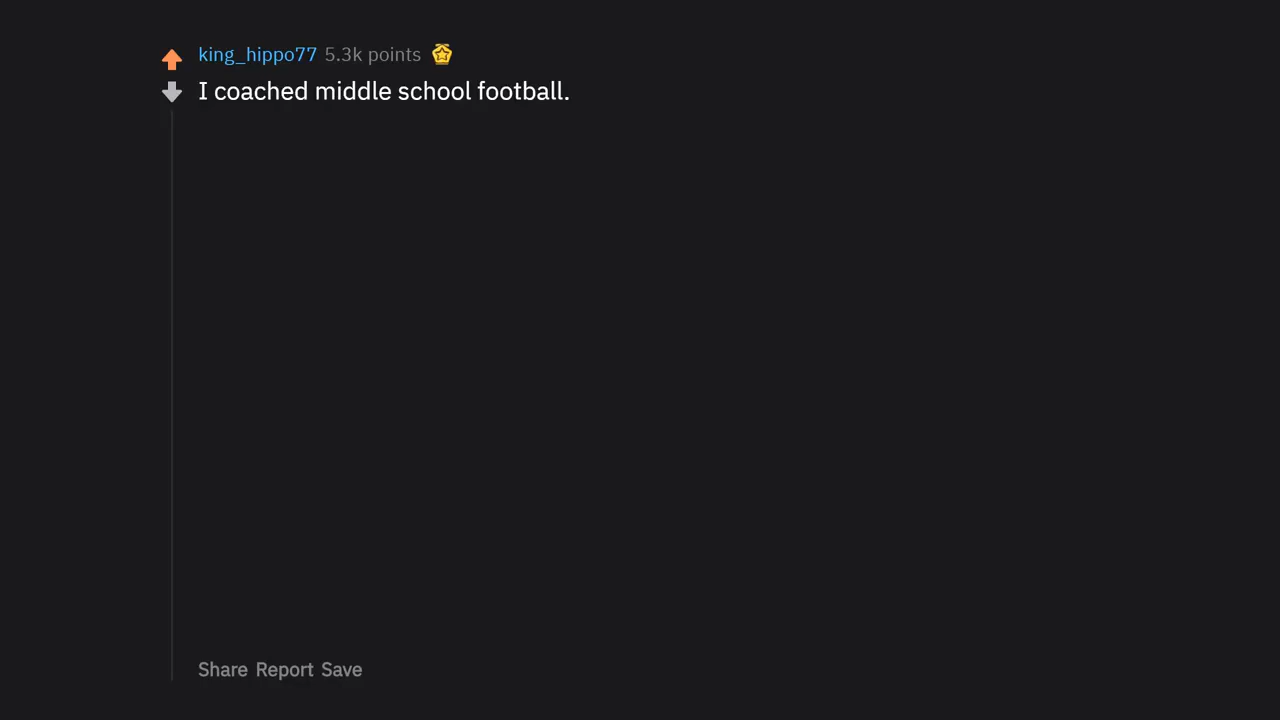 king_hippo77 5.3k points
I coached middle school football.
Share Report Save